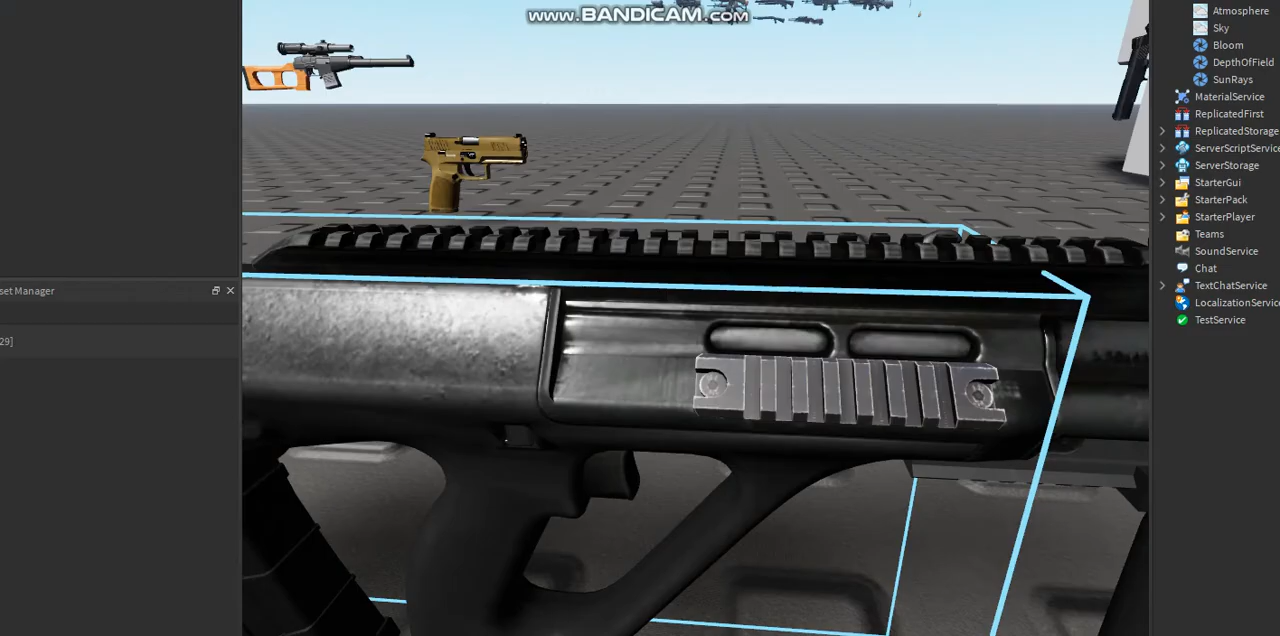 www.BANDICAM.com
Atmosphere
Sky
Bloom
DepthOfField
SunRays
MaterialService
ReplicatedFirst
ReplicatedStorage
ServerScriptService
ServerStorage
StarterGui
StarterPack
StarterPlayer
Teams
SoundService
Chat
TextChatService
LocalizationServic
TestService
set Manager
29]